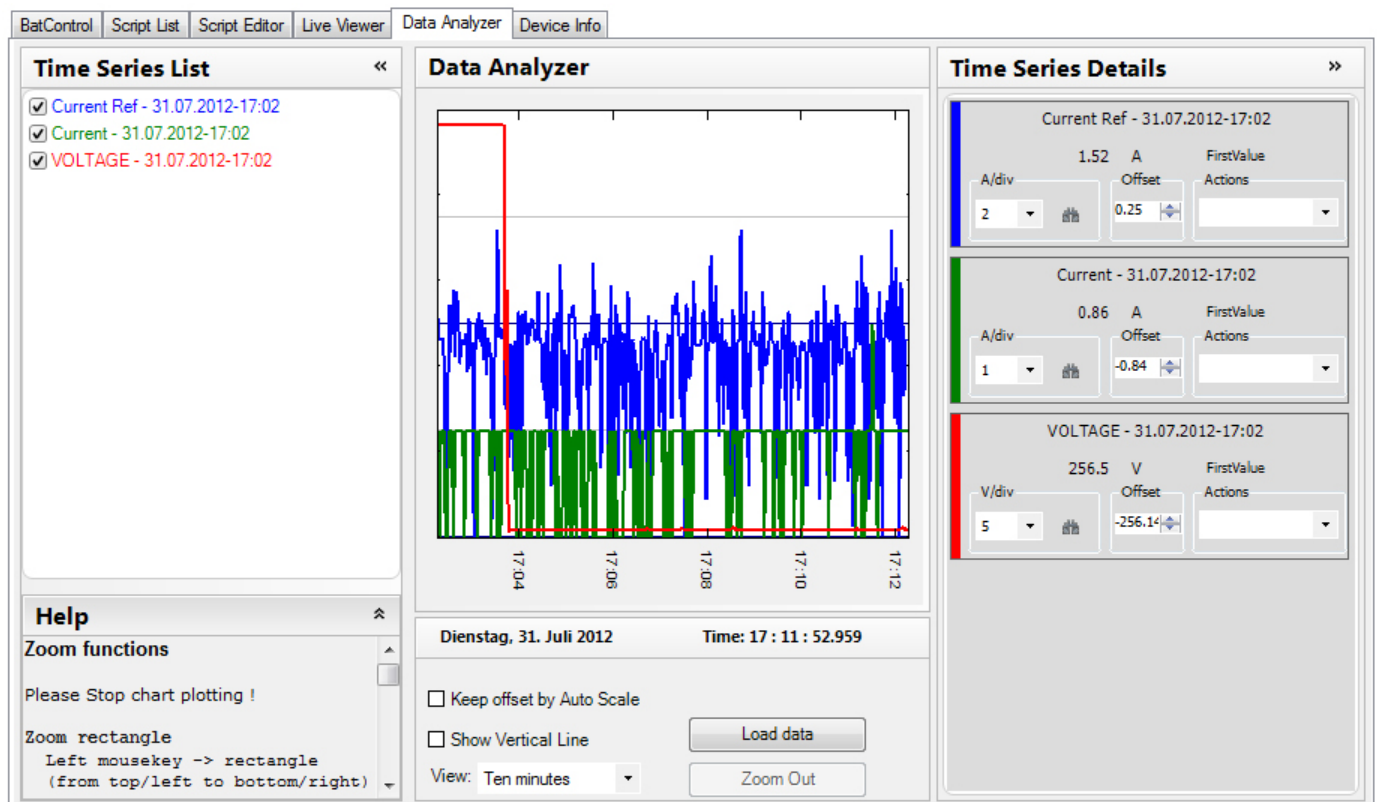 BatControl Script List Script Editor Live Viewer Data Analyzer Device Info
Time Series List «
Current Ref - 31.07.2012-17:02
Current - 31.07.2012-17:02
VOLTAGE - 31.07.2012-17:02
Help
Zoom functions
Please Stop chart plotting !
Zoom rectangle
Left mousekey -> rectangle
(from top/left to bottom/right)
Data Analyzer
17:04 17:06 17:08 17:10 17:12
Dienstag, 31. Juli 2012 Time: 17 : 11 : 52.959
Keep offset by Auto Scale
Show Vertical Line
Load data
View: Ten minutes
Zoom Out
Time Series Details »
Current Ref - 31.07.2012-17:02
1.52 A FirstValue
A/div Offset Actions
2 0.25
Current - 31.07.2012-17:02
0.86 A FirstValue
A/div Offset Actions
1 -0.84
VOLTAGE - 31.07.2012-17:02
256.5 V FirstValue
V/div Offset Actions
5 -256.14